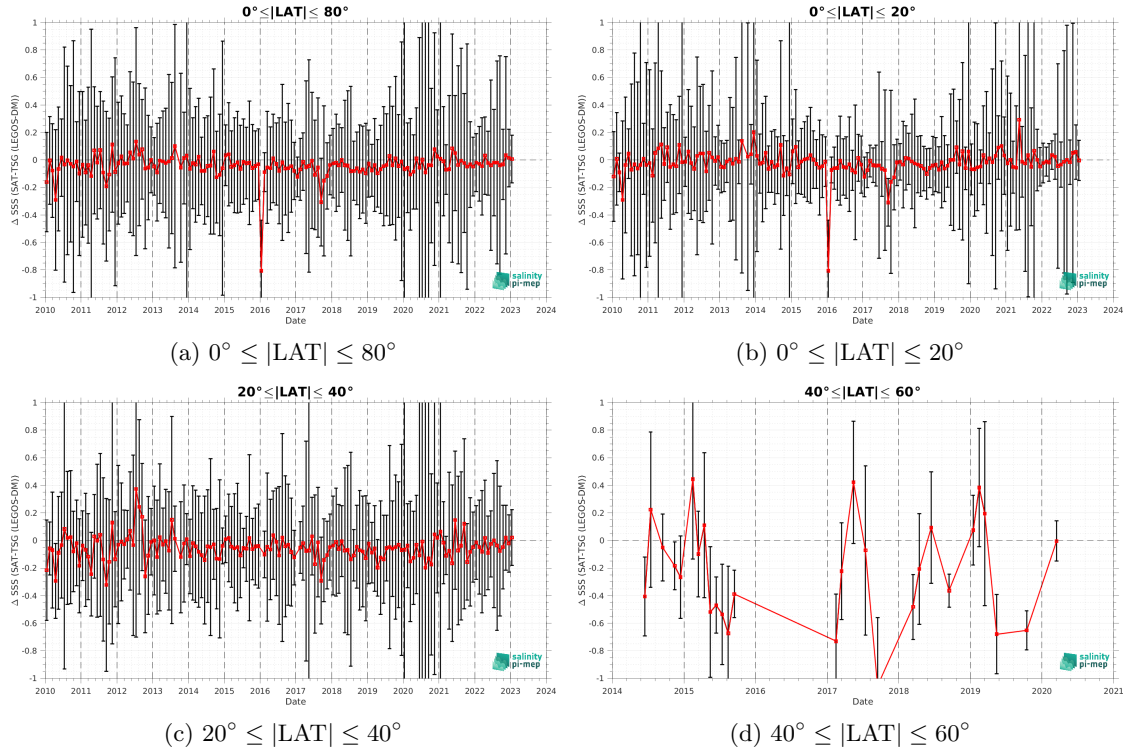 0°≤|LAT|≤ 80°
Δ SSS (SAT-TSG (LEGOS-DM))
1
0.8
0.6
0.4
0.2
0
-0.2
-0.4
-0.6
-0.8
-1
2010 2011 2012 2013 2014 2015 2016 2017 2018 2019 2020 2021 2022 2023 2024
Date
salinity
pi-mep
(a) 0° ≤ |LAT| ≤ 80°
0°≤|LAT|≤ 20°
Δ SSS (SAT-TSG (LEGOS-DM))
1
0.8
0.6
0.4
0.2
0
-0.2
-0.4
-0.6
-0.8
-1
2010 2011 2012 2013 2014 2015 2016 2017 2018 2019 2020 2021 2022 2023 2024
Date
salinity
pi-mep
(b) 0° ≤ |LAT| ≤ 20°
20°≤|LAT|≤ 40°
Δ SSS (SAT-TSG (LEGOS-DM))
1
0.8
0.6
0.4
0.2
0
-0.2
-0.4
-0.6
-0.8
-1
2010 2011 2012 2013 2014 2015 2016 2017 2018 2019 2020 2021 2022 2023 2024
Date
salinity
pi-mep
(c) 20° ≤ |LAT| ≤ 40°
40°≤|LAT|≤ 60°
Δ SSS (SAT-TSG (LEGOS-DM))
1
0.8
0.6
0.4
0.2
0
-0.2
-0.4
-0.6
-0.8
-1
2014 2015 2016 2017 2018 2019 2020 2021
Date
salinity
pi-mep
(d) 40° ≤ |LAT| ≤ 60°